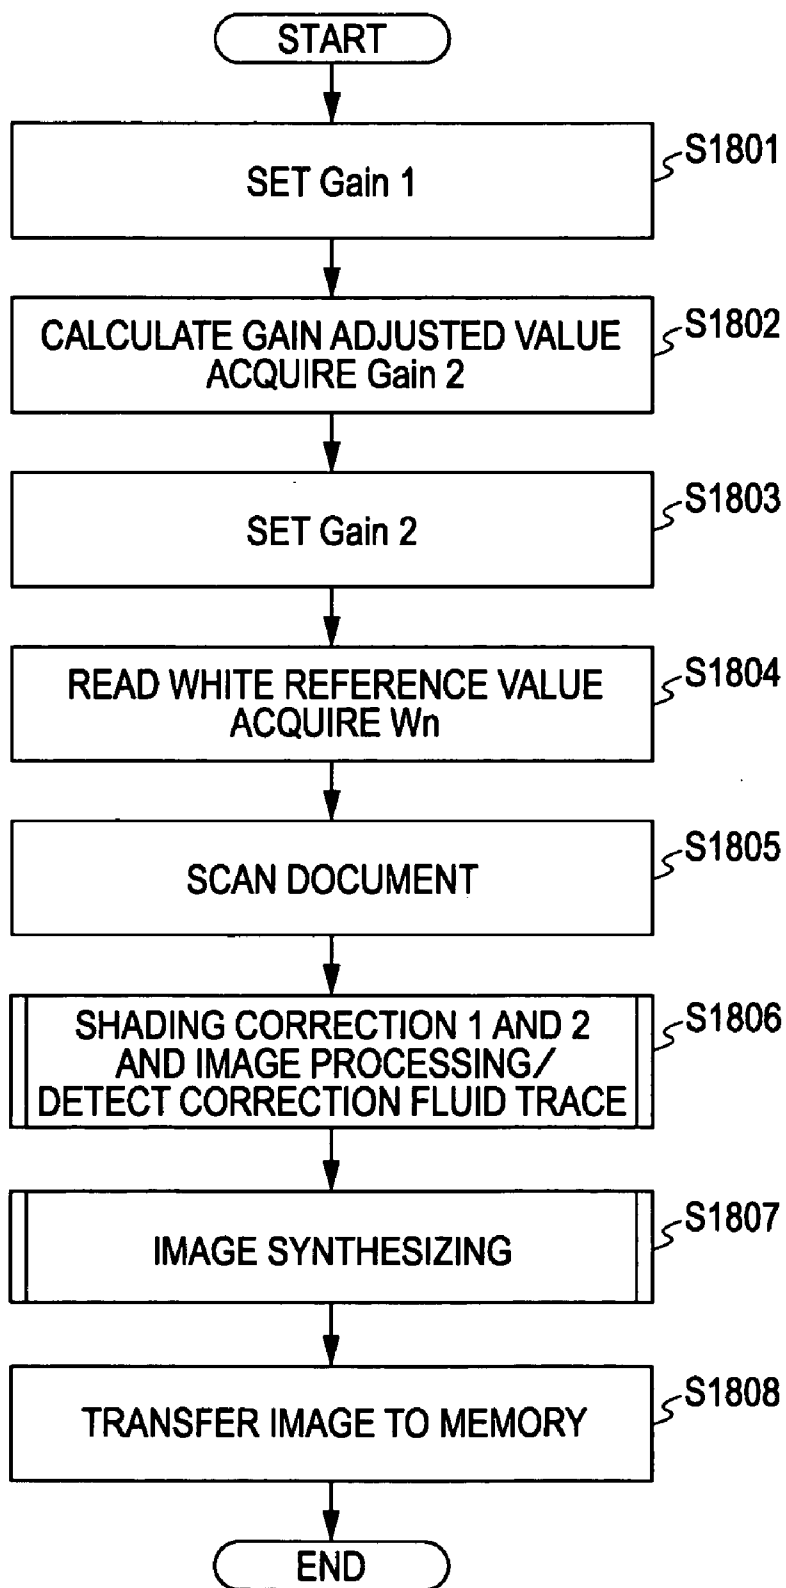 START
SET Gain 1
S1801
CALCULATE GAIN ADJUSTED VALUE
ACQUIRE Gain 2
S1802
SET Gain 2
S1803
READ WHITE REFERENCE VALUE
ACQUIRE Wn
S1804
SCAN DOCUMENT
S1805
SHADING CORRECTION 1 AND 2
AND IMAGE PROCESSING/
DETECT CORRECTION FLUID TRACE
S1806
IMAGE SYNTHESIZING
S1807
TRANSFER IMAGE TO MEMORY
S1808
END